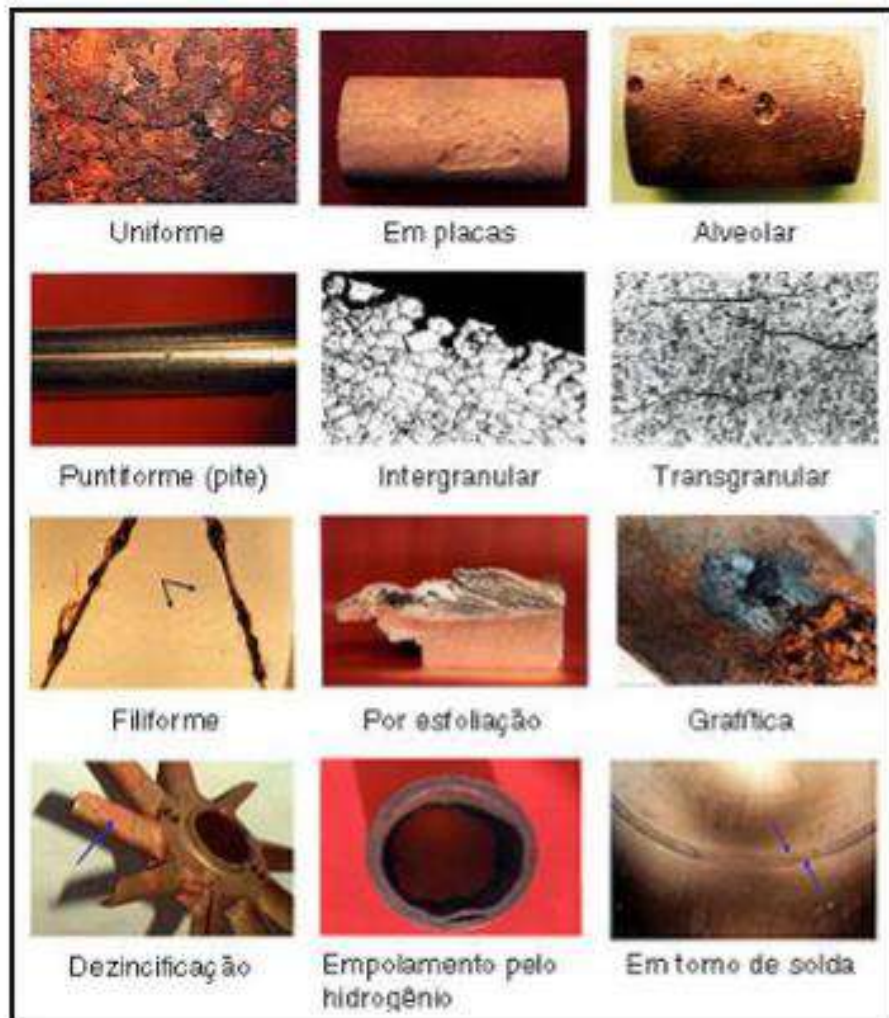 Uniforme
Em placas
Alveolar
Puntiforme (pite)
Intergranular
Transgranular
Filiforme
Por esfoliação
Grafítica
Dezincificação
Empolamento pelo
hidrogênio
Em torno de solda